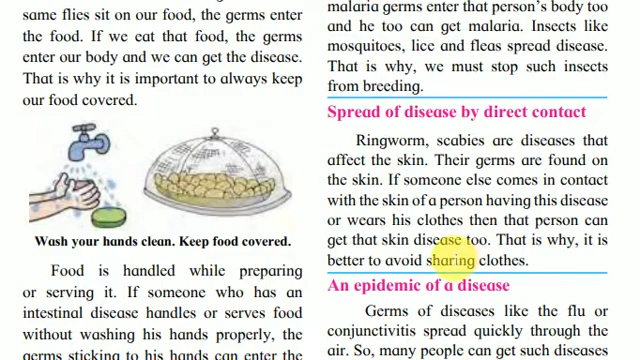 same flies sit on our food, the germs enter
the food. If we eat that food, the germs
enter our body and we can get the disease.
That is why it is important to always keep
our food covered.
Wash your hands clean. Keep food covered.
Food is handled while preparing
or serving it. If someone who has an
intestinal disease handles or serves food
without washing his hands properly, the
germs sticking to his hands can enter the
malaria germs enter that person's body too
and he too can get malaria. Insects like
mosquitoes, lice and fleas spread disease.
That is why, we must stop such insects
from breeding.
Spread of disease by direct contact
Ringworm, scabies are diseases that
affect the skin. Their germs are found on
the skin. If someone else comes in contact
with the skin of a person having this disease
or wears his clothes then that person can
get that skin disease too. That is why, it is
better to avoid sharing clothes.
An epidemic of a disease
Germs of diseases like the flu or
conjunctivitis spread quickly through the
air. So, many people can get such diseases